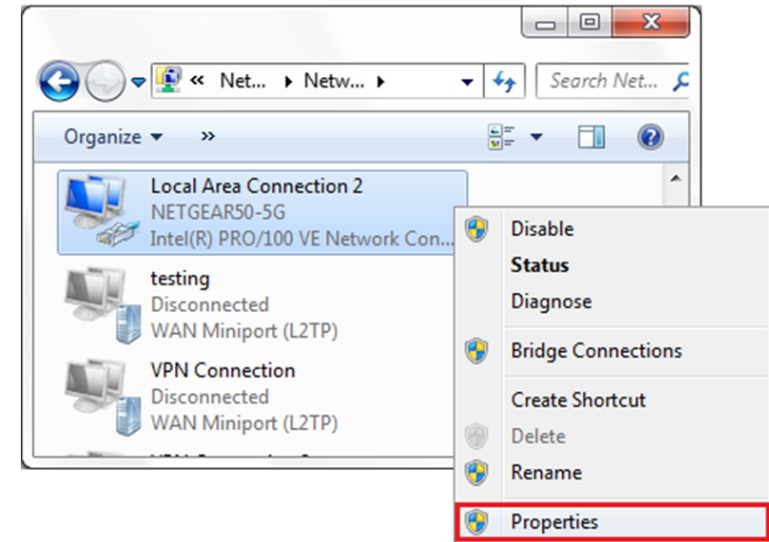 « Net... Netw...
Search Net...
Organize »
Local Area Connection 2
NETGEAR50-5G
Intel(R) PRO/100 VE Network Con...
testing
Disconnected
WAN Miniport (L2TP)
VPN Connection
Disconnected
WAN Miniport (L2TP)
Disable
Status
Diagnose
Bridge Connections
Create Shortcut
Delete
Rename
Properties